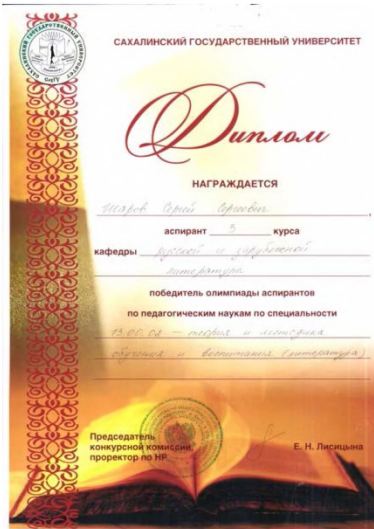 САХАЛИНСКИЙ ГОСУДАРСТВЕННЫЙ УНИВЕРСИТЕТ
Диплом
НАГРАЖДАЕТСЯ
Шаров Сергей Сергеевич,
аспирант 3 курса
кафедры русской и зарубежной
литературы
победитель олимпиады аспирантов
по педагогическим наукам по специальности
13.00.02 – теория и методика
обучения и воспитания (литература)
Председатель
конкурсной комиссии,
проректор по НР
Е. Н. Лисицына